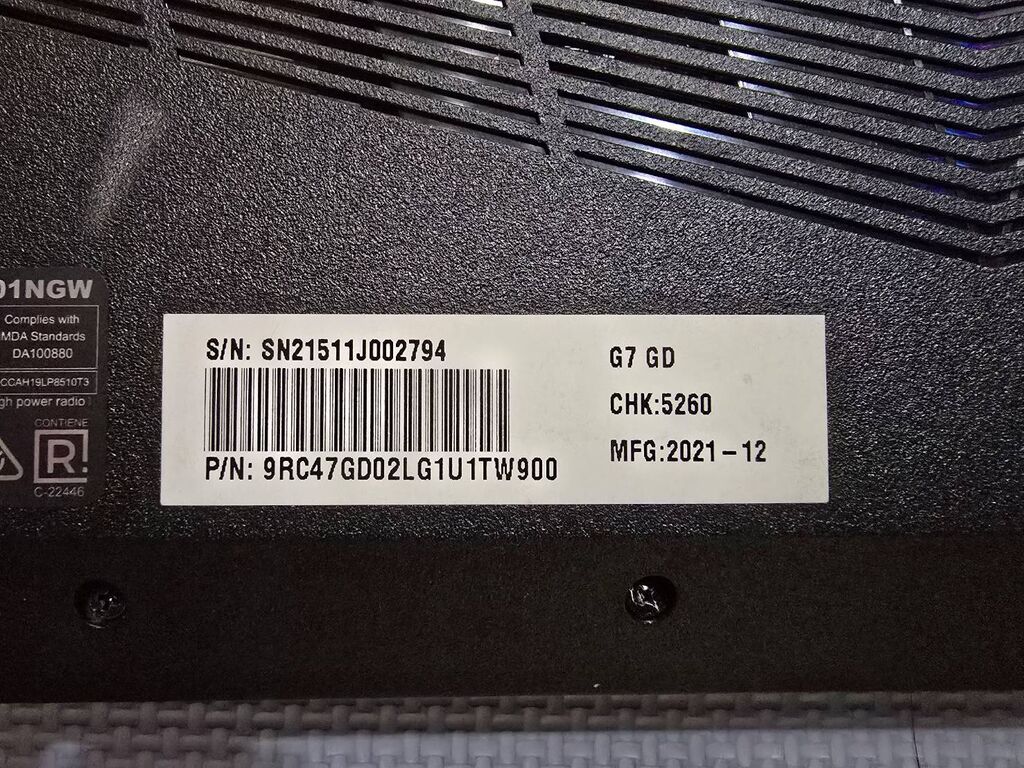 01NGW
Complies with
IMDA Standards
DA100880
CCAH19LP8510T3
gh power radio
CONTIENE
R!
C-22446
S/N: SN21511J002794
P/N: 9RC47GD02LG1U1TW900
G7 GD
CHK:5260
MFG:2021-12